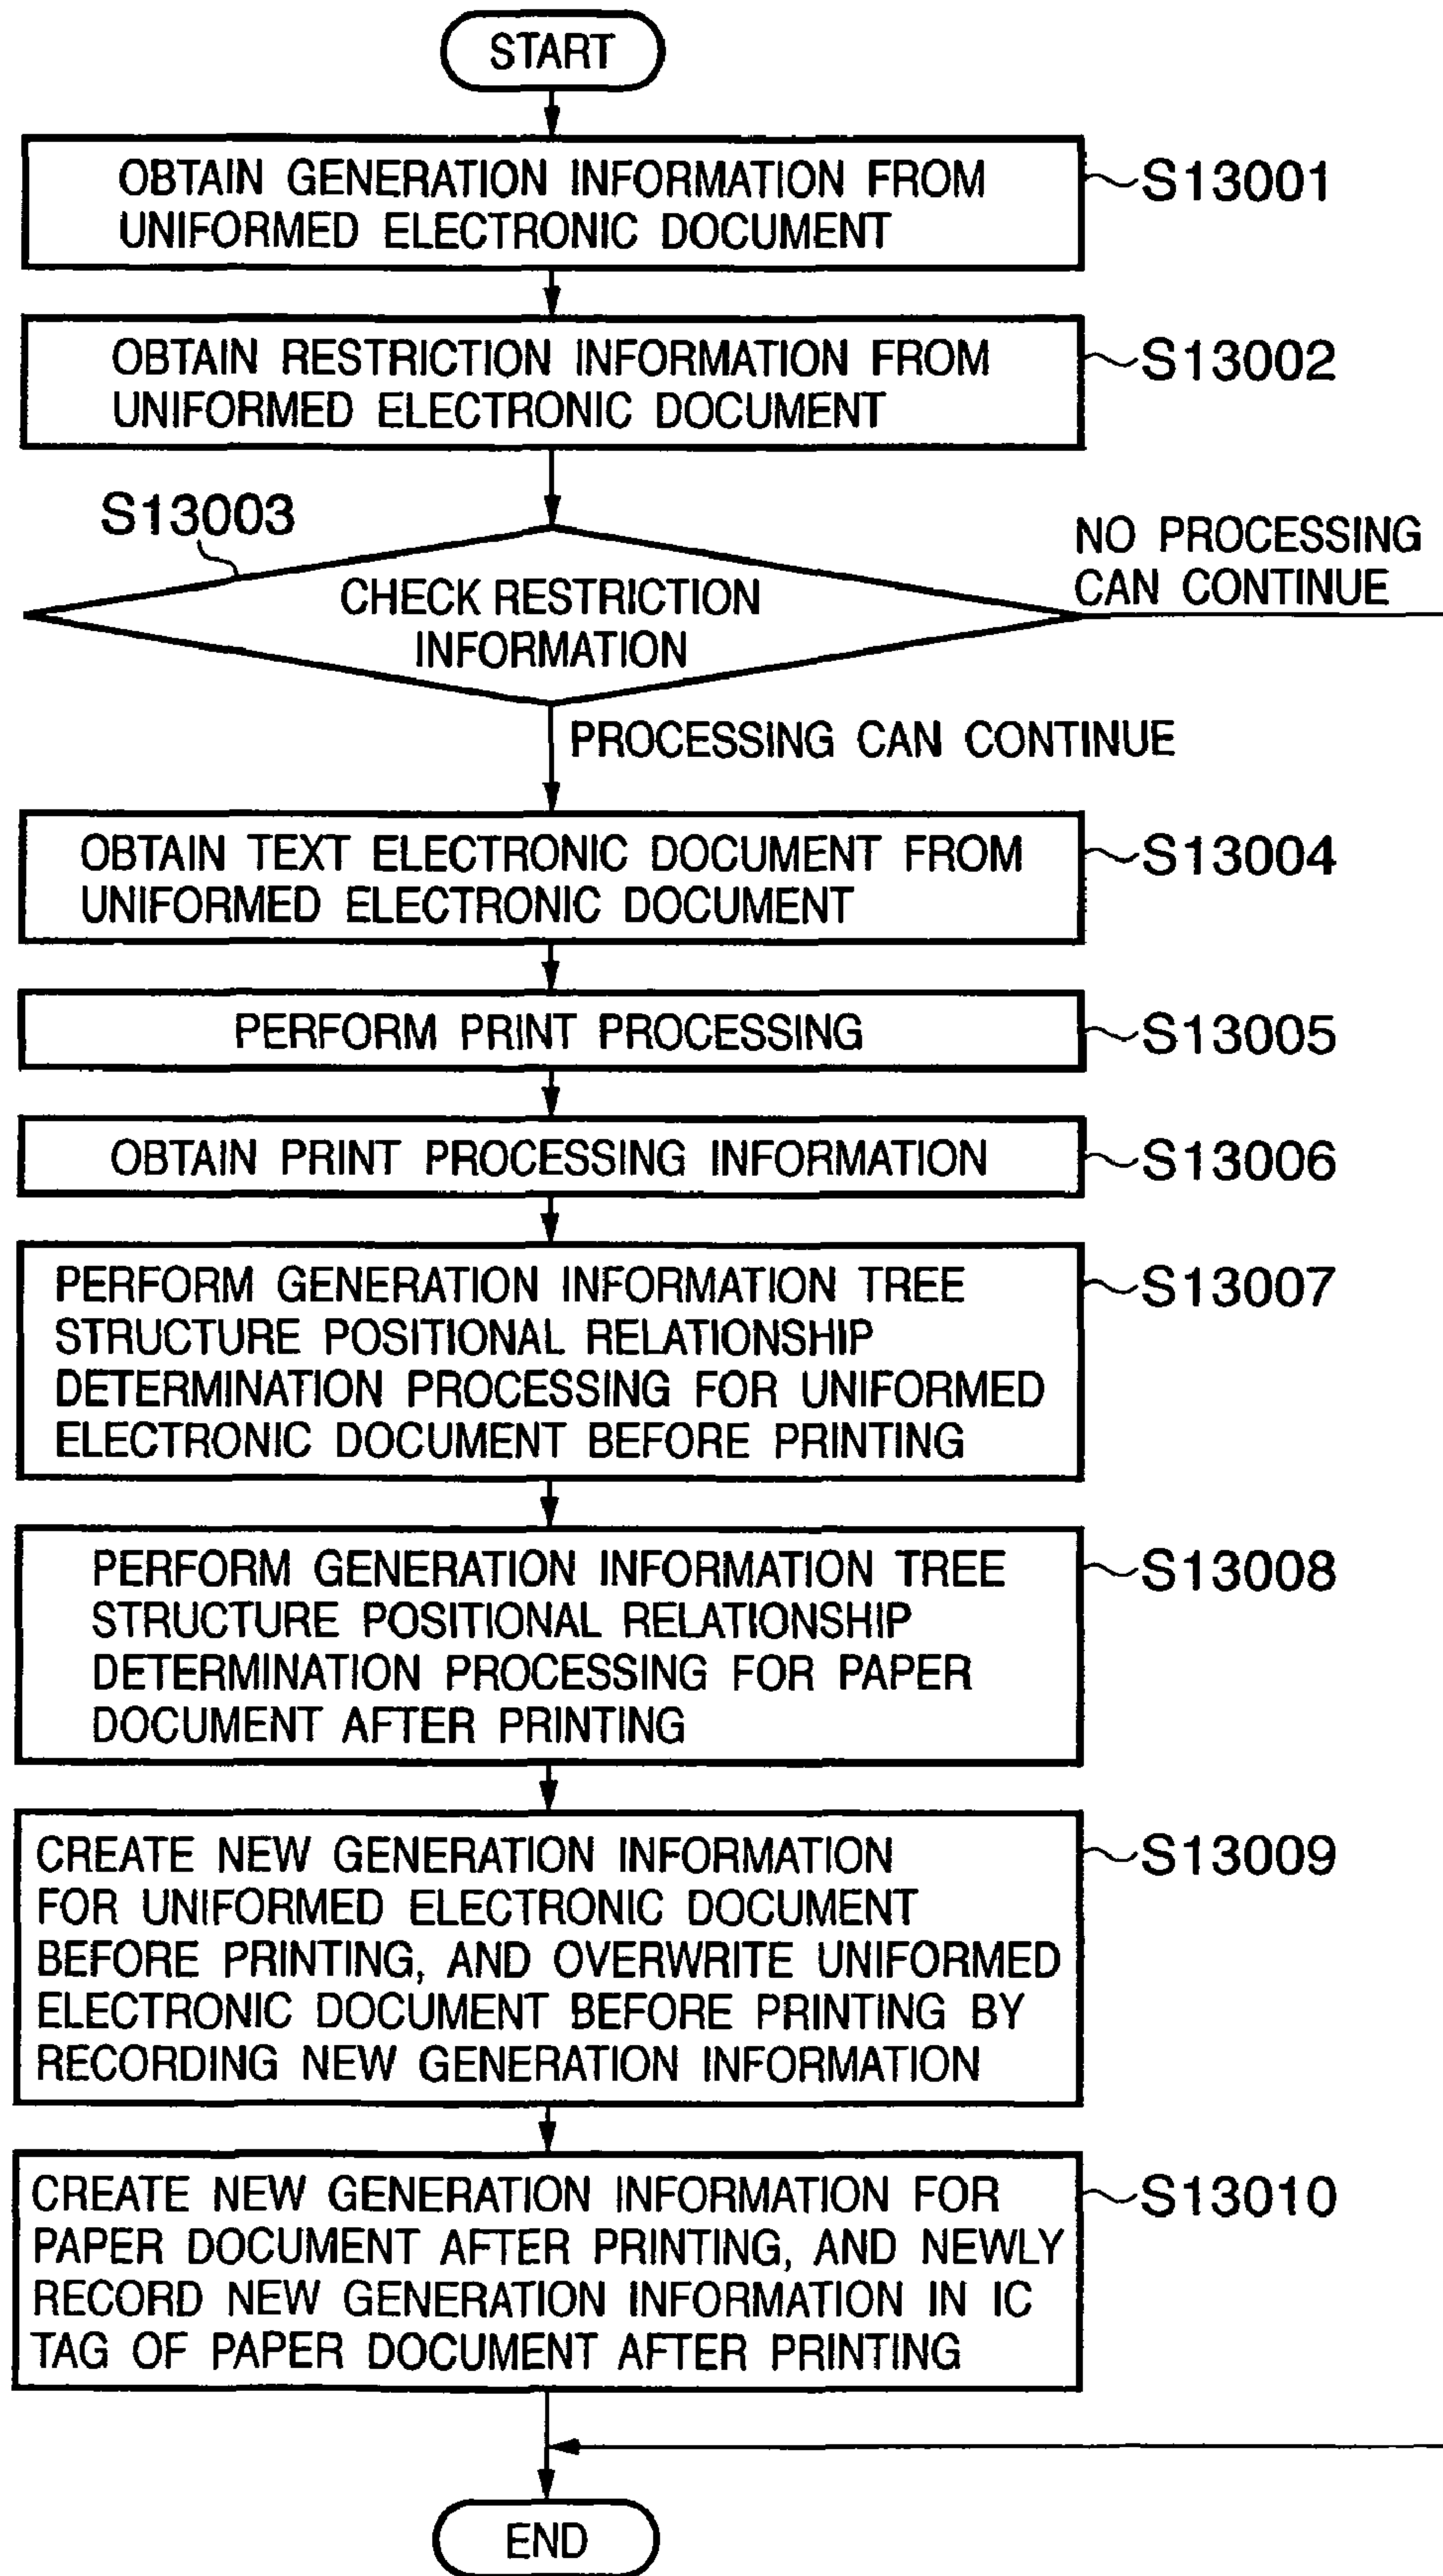 START
OBTAIN GENERATION INFORMATION FROM
UNIFORMED ELECTRONIC DOCUMENT
S13001
OBTAIN RESTRICTION INFORMATION FROM
UNIFORMED ELECTRONIC DOCUMENT
S13002
S13003
CHECK RESTRICTION
INFORMATION
NO PROCESSING
CAN CONTINUE
PROCESSING CAN CONTINUE
OBTAIN TEXT ELECTRONIC DOCUMENT FROM
UNIFORMED ELECTRONIC DOCUMENT
S13004
PERFORM PRINT PROCESSING
S13005
OBTAIN PRINT PROCESSING INFORMATION
S13006
PERFORM GENERATION INFORMATION TREE
STRUCTURE POSITIONAL RELATIONSHIP
DETERMINATION PROCESSING FOR UNIFORMED
ELECTRONIC DOCUMENT BEFORE PRINTING
S13007
PERFORM GENERATION INFORMATION TREE
STRUCTURE POSITIONAL RELATIONSHIP
DETERMINATION PROCESSING FOR PAPER
DOCUMENT AFTER PRINTING
S13008
CREATE NEW GENERATION INFORMATION
FOR UNIFORMED ELECTRONIC DOCUMENT
BEFORE PRINTING, AND OVERWRITE UNIFORMED
ELECTRONIC DOCUMENT BEFORE PRINTING BY
RECORDING NEW GENERATION INFORMATION
S13009
CREATE NEW GENERATION INFORMATION FOR
PAPER DOCUMENT AFTER PRINTING, AND NEWLY
RECORD NEW GENERATION INFORMATION IN IC
TAG OF PAPER DOCUMENT AFTER PRINTING
S13010
END